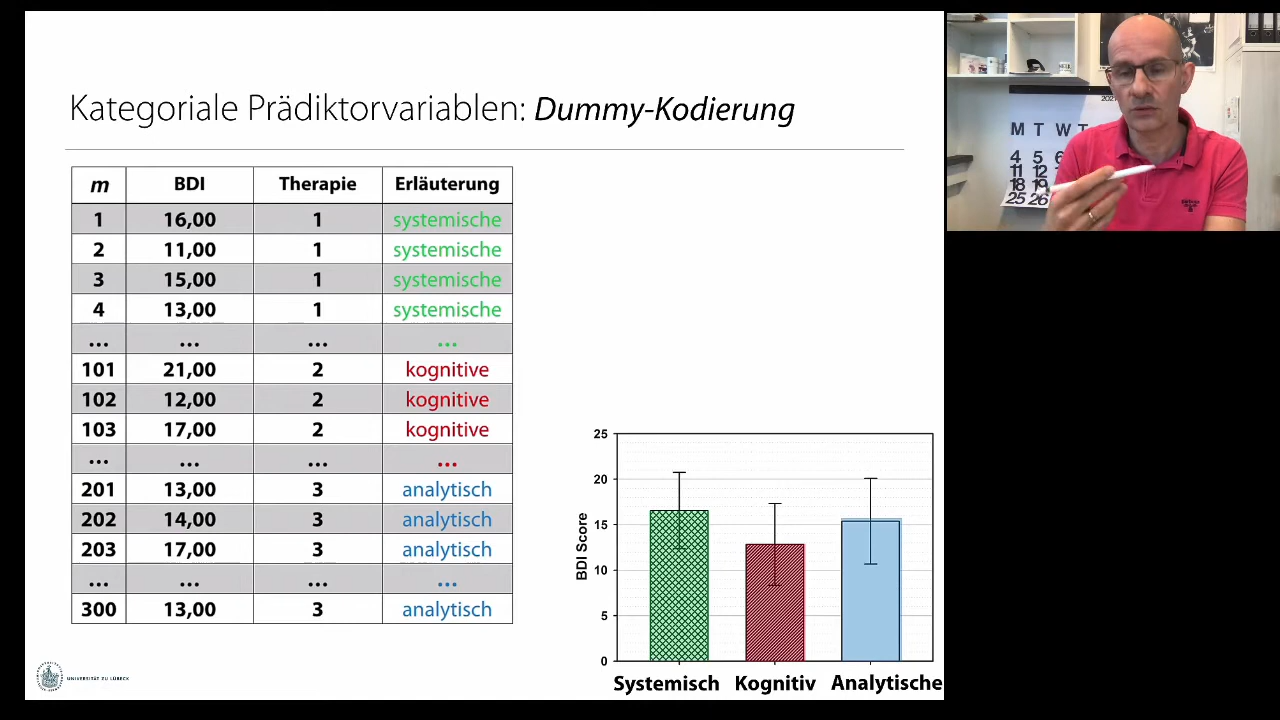 Kategoriale Prädiktorvariablen: Dummy-Kodierung
m BDI Therapie Erläuterung
1 16,00 1 systemische
2 11,00 1 systemische
3 15,00 1 systemische
4 13,00 1 systemische
... ... ... ...
101 21,00 2 kognitive
102 12,00 2 kognitive
103 17,00 2 kognitive
... ... ... ...
201 13,00 3 analytisch
202 14,00 3 analytisch
203 17,00 3 analytisch
... ... ... ...
300 13,00 3 analytisch
25
20
15
10
5
0
BDI Score
Systemisch Kognitiv Analytische
UNIVERSITÄT ZU LÜBECK
M T W T
4 5 6
11 12
18 19
25 26